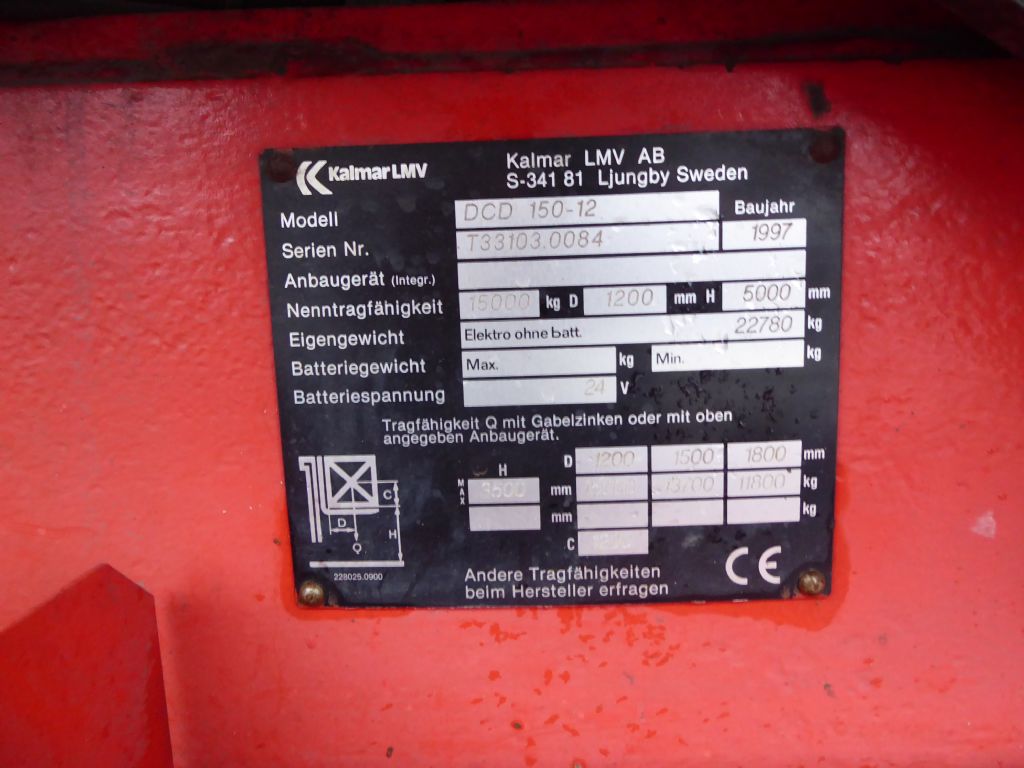 Kalmar LMV
Kalmar LMV AB
S-341 81 Ljungby Sweden
Modell DCD 150-12 Baujahr
Serien Nr. T33103.0084 1997
Anbaugerät (Integr.)
Nenntragfähigkeit 15000 kg D 1200 mm H 5000 mm
Eigengewicht Elektro ohne batt. 22780 kg
Batteriegewicht Max. kg Min. kg
Batteriespannung 24 V
Tragfähigkeit Q mit Gabelzinken oder mit oben
angegeben Anbaugerät.
H D 1200 1500 1800 mm
MAX mm 13700 11800 kg
mm kg
C
C
D
H
Q
228025.0900
Andere Tragfähigkeiten
beim Hersteller erfragen
CE